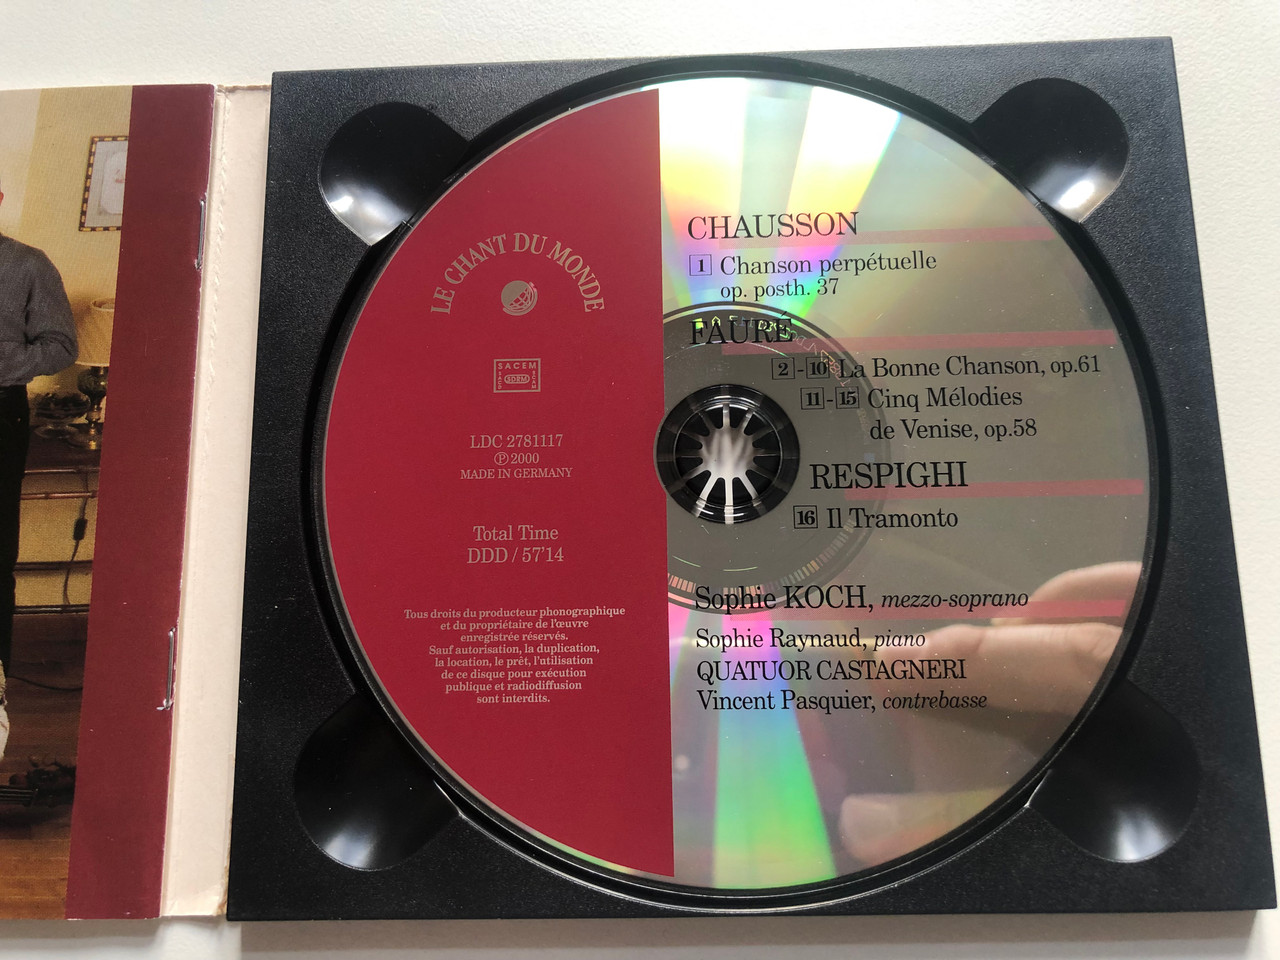 LE CHANT DU MONDE
SACEM
SACD SDRM SCAM
LDC 2781117
Ⓟ 2000
MADE IN GERMANY
Total Time
DDD / 57'14
Tous droits du producteur phonographique
et du propriétaire de l'œuvre
enregistrée réservés.
Sauf autorisation, la duplication,
la location, le prêt, l'utilisation
de ce disque pour exécution
publique et radiodiffusion
sont interdits.
CHAUSSON
1 Chanson perpétuelle
op. posth. 37
FAURÉ
2-10 La Bonne Chanson, op.61
11-15 Cinq Mélodies
de Venise, op.58
RESPIGHI
16 Il Tramonto
Sophie KOCH, mezzo-soprano
Sophie Raynaud, piano
QUATUOR CASTAGNERI
Vincent Pasquier, contrebasse